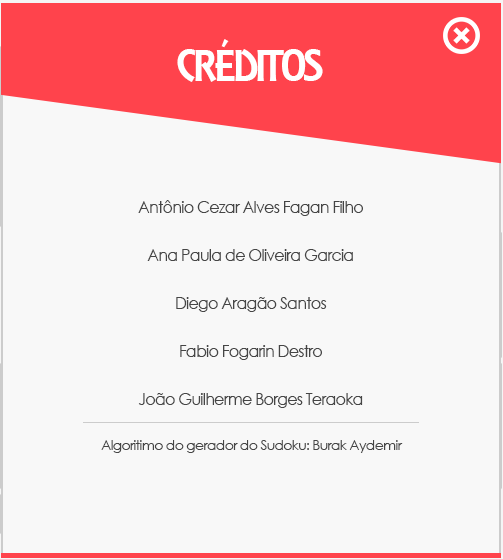 CRÉDITOS
Antônio Cezar Alves Fagan Filho
Ana Paula de Oliveira Garcia
Diego Aragão Santos
Fabio Fogarin Destro
João Guilherme Borges Teraoka
Algoritimo do gerador do Sudoku: Burak Aydemir